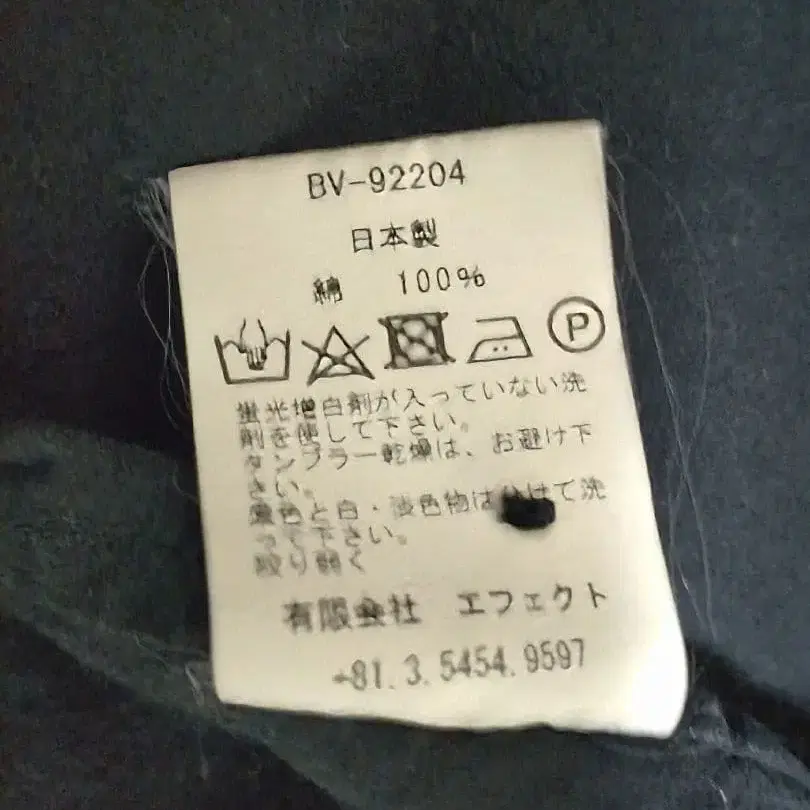 BV-92204
日本製
綿 100%
P
蛍光増白剤が入っていない洗
剤を使して下さい。
タンブラー乾燥は、お避け下
さい。
濃色と白・淡色物は分けて洗
って下さい。
絞り弱く
有限会社 エフェクト
+81.3.5454.9597